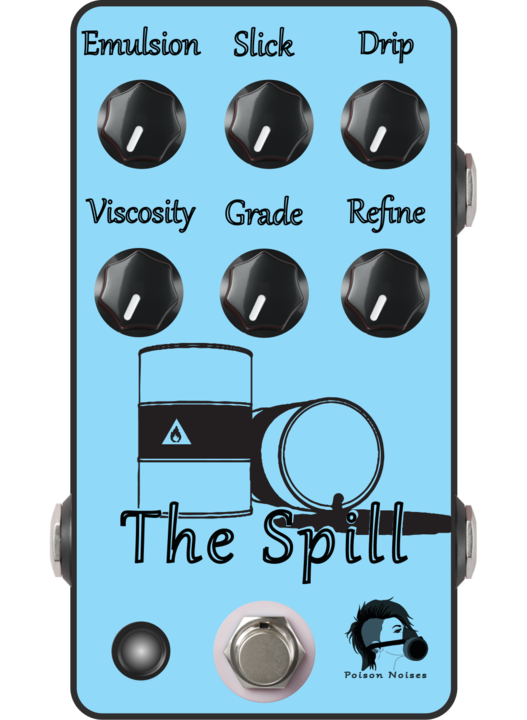 Emulsion Slick Drip
Viscosity Grade Refine
The Spill
Poison Noises